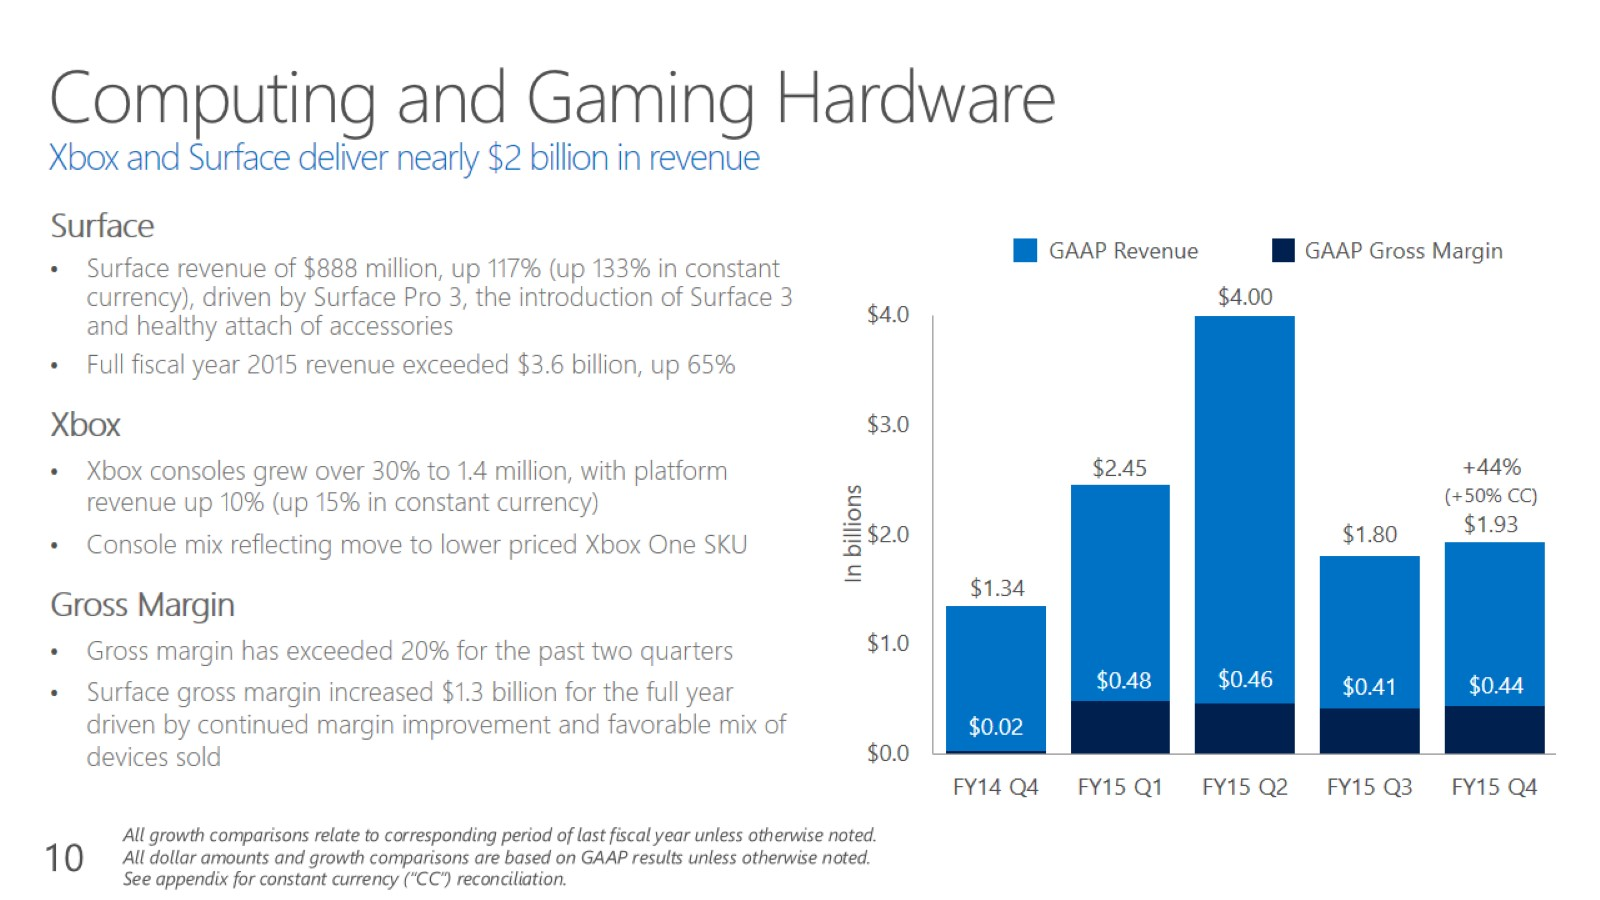 Computing and Gaming Hardware
Xbox and Surface deliver nearly $2 billion in revenue
Surface
• Surface revenue of $888 million, up 117% (up 133% in constant
currency), driven by Surface Pro 3, the introduction of Surface 3
and healthy attach of accessories
• Full fiscal year 2015 revenue exceeded $3.6 billion, up 65%
Xbox
• Xbox consoles grew over 30% to 1.4 million, with platform
revenue up 10% (up 15% in constant currency)
• Console mix reflecting move to lower priced Xbox One SKU
Gross Margin
• Gross margin has exceeded 20% for the past two quarters
• Surface gross margin increased $1.3 billion for the full year
driven by continued margin improvement and favorable mix of
devices sold
GAAP Revenue
GAAP Gross Margin
In billions
$4.0
$3.0
$2.0
$1.0
$0.0
$1.34
$0.02
$2.45
$0.48
$4.00
$0.46
$1.80
$0.41
+44%
(+50% CC)
$1.93
$0.44
FY14 Q4
FY15 Q1
FY15 Q2
FY15 Q3
FY15 Q4
10
All growth comparisons relate to corresponding period of last fiscal year unless otherwise noted.
All dollar amounts and growth comparisons are based on GAAP results unless otherwise noted.
See appendix for constant currency ("CC") reconciliation.